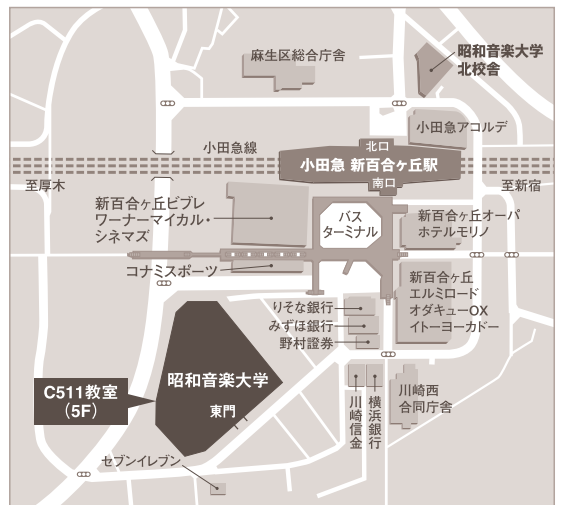 麻生区総合庁舎
昭和音楽大学
北校舎
小田急アコルデ
小田急線
北口
小田急 新百合ヶ丘駅
南口
至厚木
至新宿
新百合ヶ丘ビブレ
ワーナーマイカル・
シネマズ
バス
ターミナル
新百合ヶ丘オーパ
ホテルモリノ
コナミスポーツ
新百合ヶ丘
エルミロード
オダキューOX
イトーヨーカドー
りそな銀行
みずほ銀行
野村證券
昭和音楽大学
東門
C511教室
（5F）
川崎信金
横浜銀行
川崎西
合同庁舎
セブンイレブン